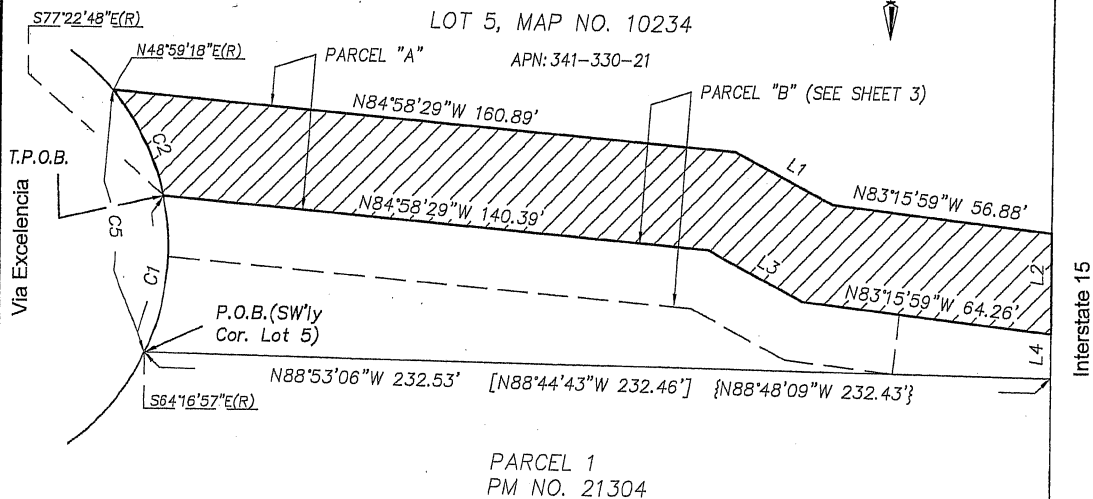 S77°22'48"E(R)
LOT 5, MAP NO. 10234
N48°59'18"E(R)
PARCEL "A"
APN: 341-330-21
PARCEL "B" (SEE SHEET 3)
N84°58'29"W 160.89'
C2
L1
T.P.O.B.
N83°15'59"W 56.88'
Via Excelencia
C5
N84°58'29"W 140.39'
L3
L2
C1
N83°15'59"W 64.26'
Interstate 15
P.O.B.(SW'ly
Cor. Lot 5)
L4
N88°53'06"W 232.53' [N88°44'43"W 232.46'] {N88°48'09"W 232.43'}
S64°16'57"E(R)
PARCEL 1
PM NO. 21304